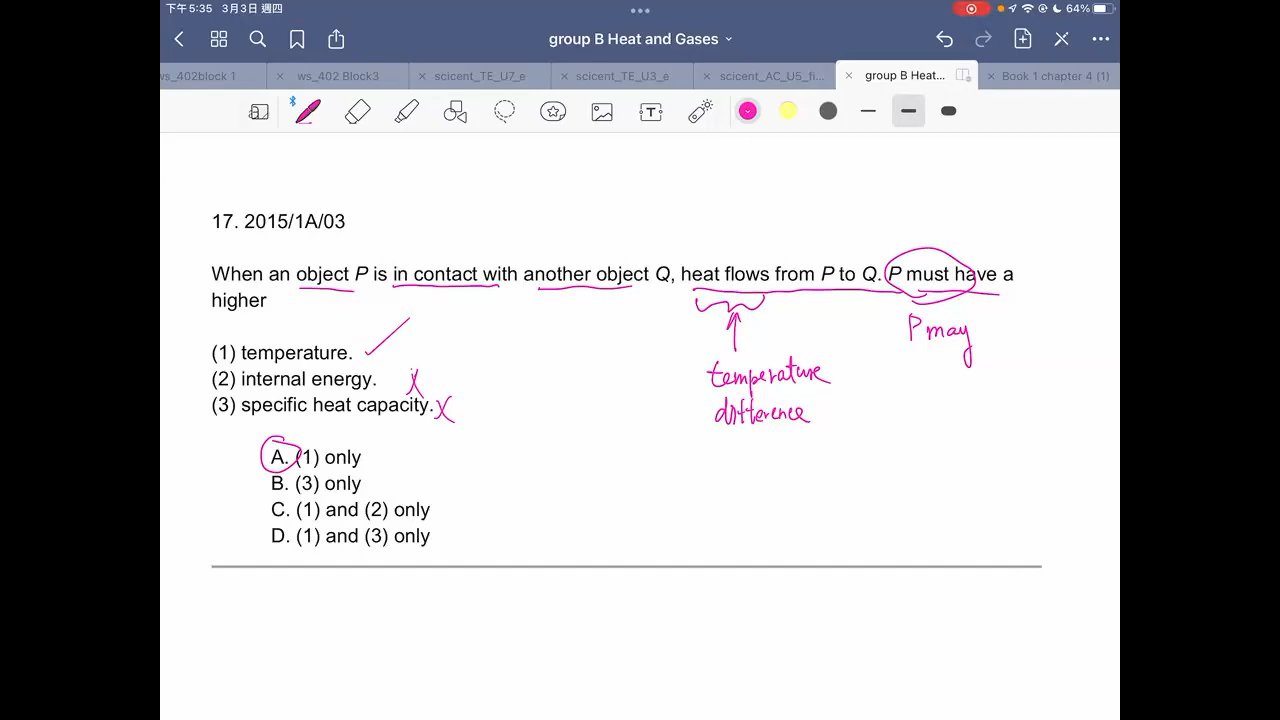 下午 5:35 3月3日 週四
64%
group B Heat and Gases
ws_402block 1
ws_402 Block3
scicent_TE_U7_e
scicent_TE_U3_e
scicent_AC_U5_fi...
group B Heat...
Book 1 chapter 4 (1)
17. 2015/1A/03
When an object P is in contact with another object Q, heat flows from P to Q. P must have a
higher
P may
(1) temperature.
(2) internal energy.
(3) specific heat capacity.
temperature
difference
A. (1) only
B. (3) only
C. (1) and (2) only
D. (1) and (3) only